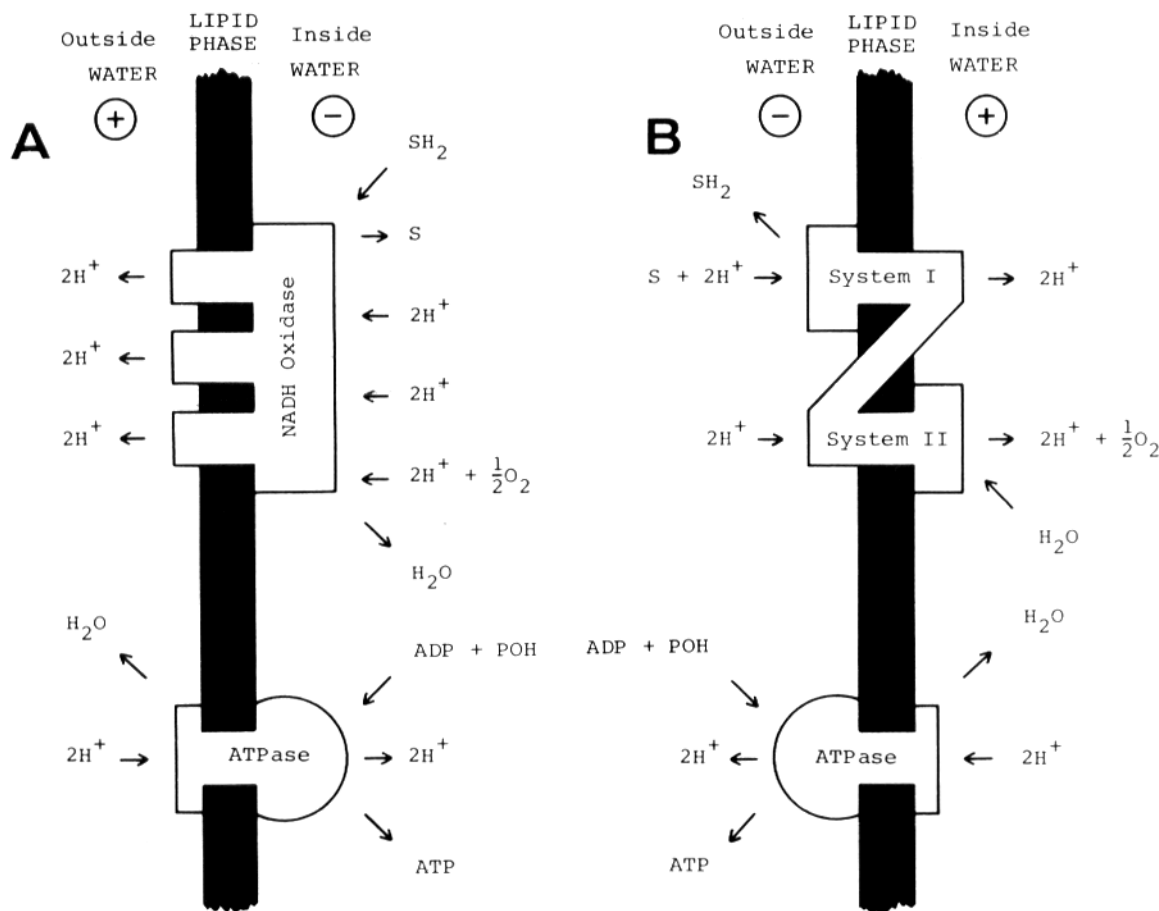 LIPID PHASE
Outside WATER
Inside WATER
+
−
A
SH₂
S
2H⁺
2H⁺
2H⁺
2H⁺
2H⁺
NADH Oxidase
2H⁺ + ½O₂
H₂O
H₂O
ADP + POH
2H⁺
ATPase
2H⁺
ATP
LIPID PHASE
Outside WATER
Inside WATER
−
+
B
SH₂
S + 2H⁺
System I
2H⁺
2H⁺
System II
2H⁺ + ½O₂
H₂O
H₂O
ADP + POH
2H⁺
ATPase
2H⁺
ATP